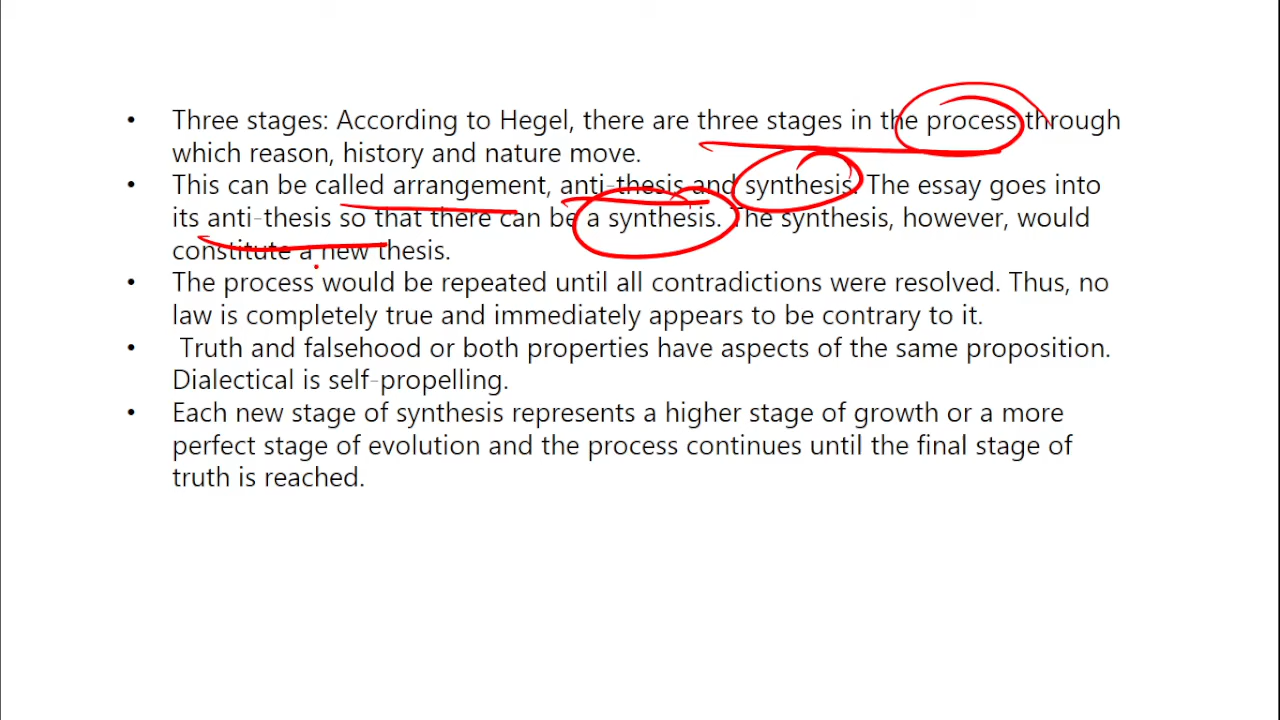 • Three stages: According to Hegel, there are three stages in the process through
which reason, history and nature move.
• This can be called arrangement, anti-thesis and synthesis. The essay goes into
its anti-thesis so that there can be a synthesis. The synthesis, however, would
constitute a new thesis.
• The process would be repeated until all contradictions were resolved. Thus, no
law is completely true and immediately appears to be contrary to it.
• Truth and falsehood or both properties have aspects of the same proposition.
Dialectical is self-propelling.
• Each new stage of synthesis represents a higher stage of growth or a more
perfect stage of evolution and the process continues until the final stage of
truth is reached.